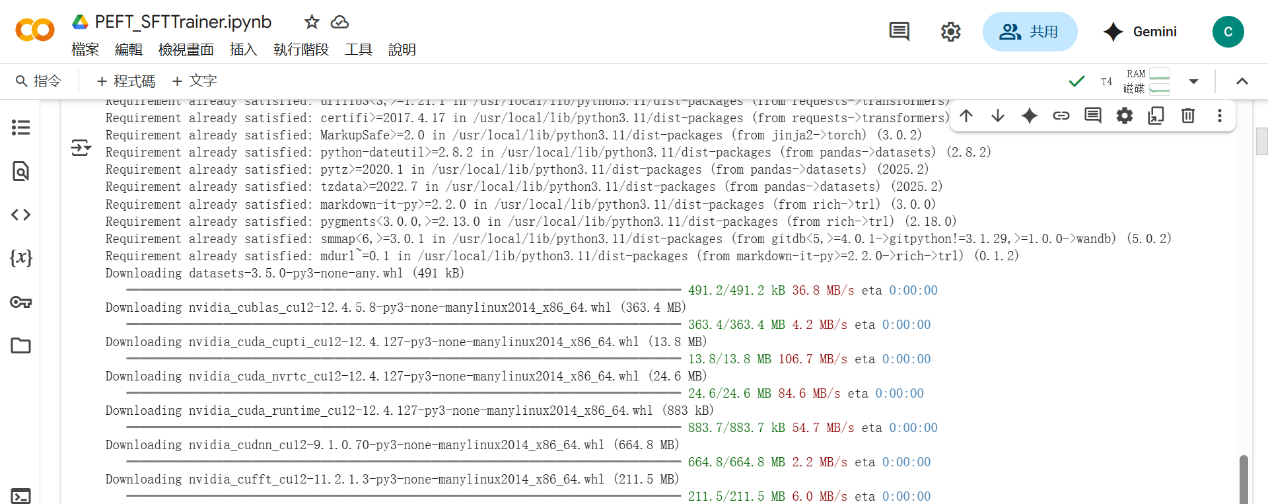 PEFT_SFTTrainer.ipynb
檔案 編輯 檢視畫面 插入 執行階段 工具 說明
共用
Gemini
C
指令 + 程式碼 + 文字
T4
RAM
磁碟
Requirement already satisfied: urllib3<3,>=1.21.1 in /usr/local/lib/python3.11/dist-packages (from requests->transformers)
Requirement already satisfied: certifi>=2017.4.17 in /usr/local/lib/python3.11/dist-packages (from requests->transformers)
Requirement already satisfied: MarkupSafe>=2.0 in /usr/local/lib/python3.11/dist-packages (from jinja2->torch) (3.0.2)
Requirement already satisfied: python-dateutil>=2.8.2 in /usr/local/lib/python3.11/dist-packages (from pandas->datasets) (2.8.2)
Requirement already satisfied: pytz>=2020.1 in /usr/local/lib/python3.11/dist-packages (from pandas->datasets) (2025.2)
Requirement already satisfied: tzdata>=2022.7 in /usr/local/lib/python3.11/dist-packages (from pandas->datasets) (2025.2)
Requirement already satisfied: markdown-it-py>=2.2.0 in /usr/local/lib/python3.11/dist-packages (from rich->trl) (3.0.0)
Requirement already satisfied: pygments<3.0.0,>=2.13.0 in /usr/local/lib/python3.11/dist-packages (from rich->trl) (2.18.0)
Requirement already satisfied: smmap<6,>=3.0.1 in /usr/local/lib/python3.11/dist-packages (from gitdb<5,>=4.0.1->gitpython!=3.1.29,>=1.0.0->wandb) (5.0.2)
Requirement already satisfied: mdurl~=0.1 in /usr/local/lib/python3.11/dist-packages (from markdown-it-py>=2.2.0->rich->trl) (0.1.2)
Downloading datasets-3.5.0-py3-none-any.whl (491 kB)
491.2/491.2 kB 36.8 MB/s eta 0:00:00
Downloading nvidia_cublas_cu12-12.4.5.8-py3-none-manylinux2014_x86_64.whl (363.4 MB)
363.4/363.4 MB 4.2 MB/s eta 0:00:00
Downloading nvidia_cuda_cupti_cu12-12.4.127-py3-none-manylinux2014_x86_64.whl (13.8 MB)
13.8/13.8 MB 106.7 MB/s eta 0:00:00
Downloading nvidia_cuda_nvrtc_cu12-12.4.127-py3-none-manylinux2014_x86_64.whl (24.6 MB)
24.6/24.6 MB 84.6 MB/s eta 0:00:00
Downloading nvidia_cuda_runtime_cu12-12.4.127-py3-none-manylinux2014_x86_64.whl (883 kB)
883.7/883.7 kB 54.7 MB/s eta 0:00:00
Downloading nvidia_cudnn_cu12-9.1.0.70-py3-none-manylinux2014_x86_64.whl (664.8 MB)
664.8/664.8 MB 2.2 MB/s eta 0:00:00
Downloading nvidia_cufft_cu12-11.2.1.3-py3-none-manylinux2014_x86_64.whl (211.5 MB)
211.5/211.5 MB 6.0 MB/s eta 0:00:00